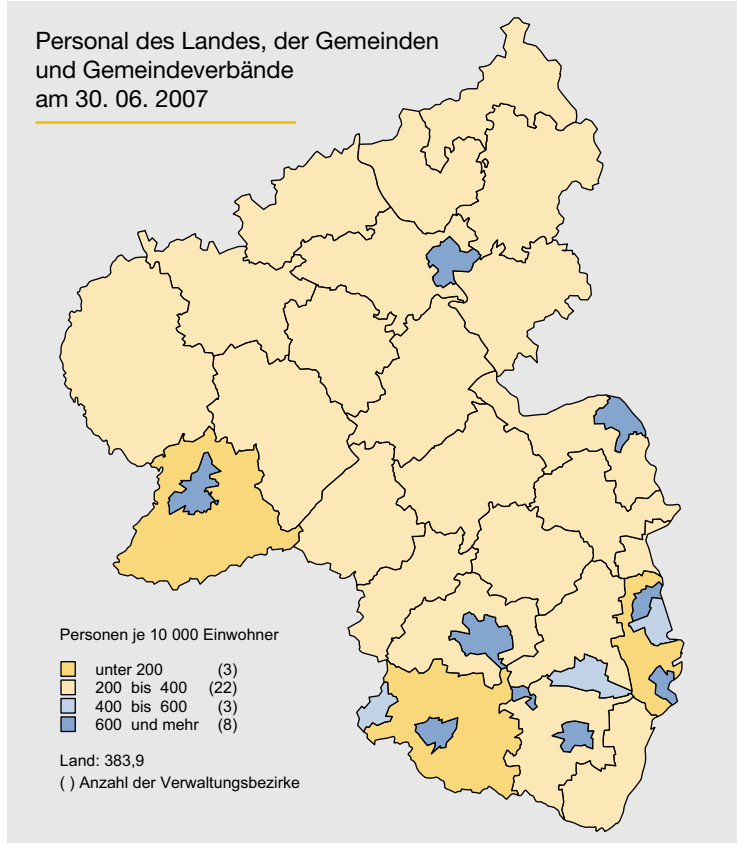 Personal des Landes, der Gemeinden
und Gemeindeverbände
am 30. 06. 2007
Personen je 10 000 Einwohner
unter 200 (3)
200 bis 400 (22)
400 bis 600 (3)
600 und mehr (8)
Land: 383,9
( ) Anzahl der Verwaltungsbezirke